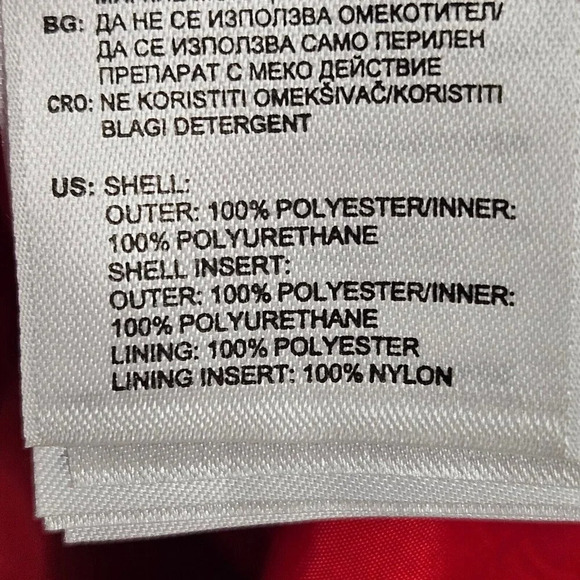 BG: ДА НЕ СЕ ИЗПОЛЗВА ОМЕКОТИТЕЛ/
ДА СЕ ИЗПОЛЗВА САМО ПЕРИЛЕН
ПРЕПАРАТ С МЕКО ДЕЙСТВИЕ
CRO: NE KORISTITI OMEKŠIVAČ/KORISTITI
BLAGI DETERGENT
US: SHELL:
OUTER: 100% POLYESTER/INNER:
100% POLYURETHANE
SHELL INSERT:
OUTER: 100% POLYESTER/INNER:
100% POLYURETHANE
LINING: 100% POLYESTER
LINING INSERT: 100% NYLON